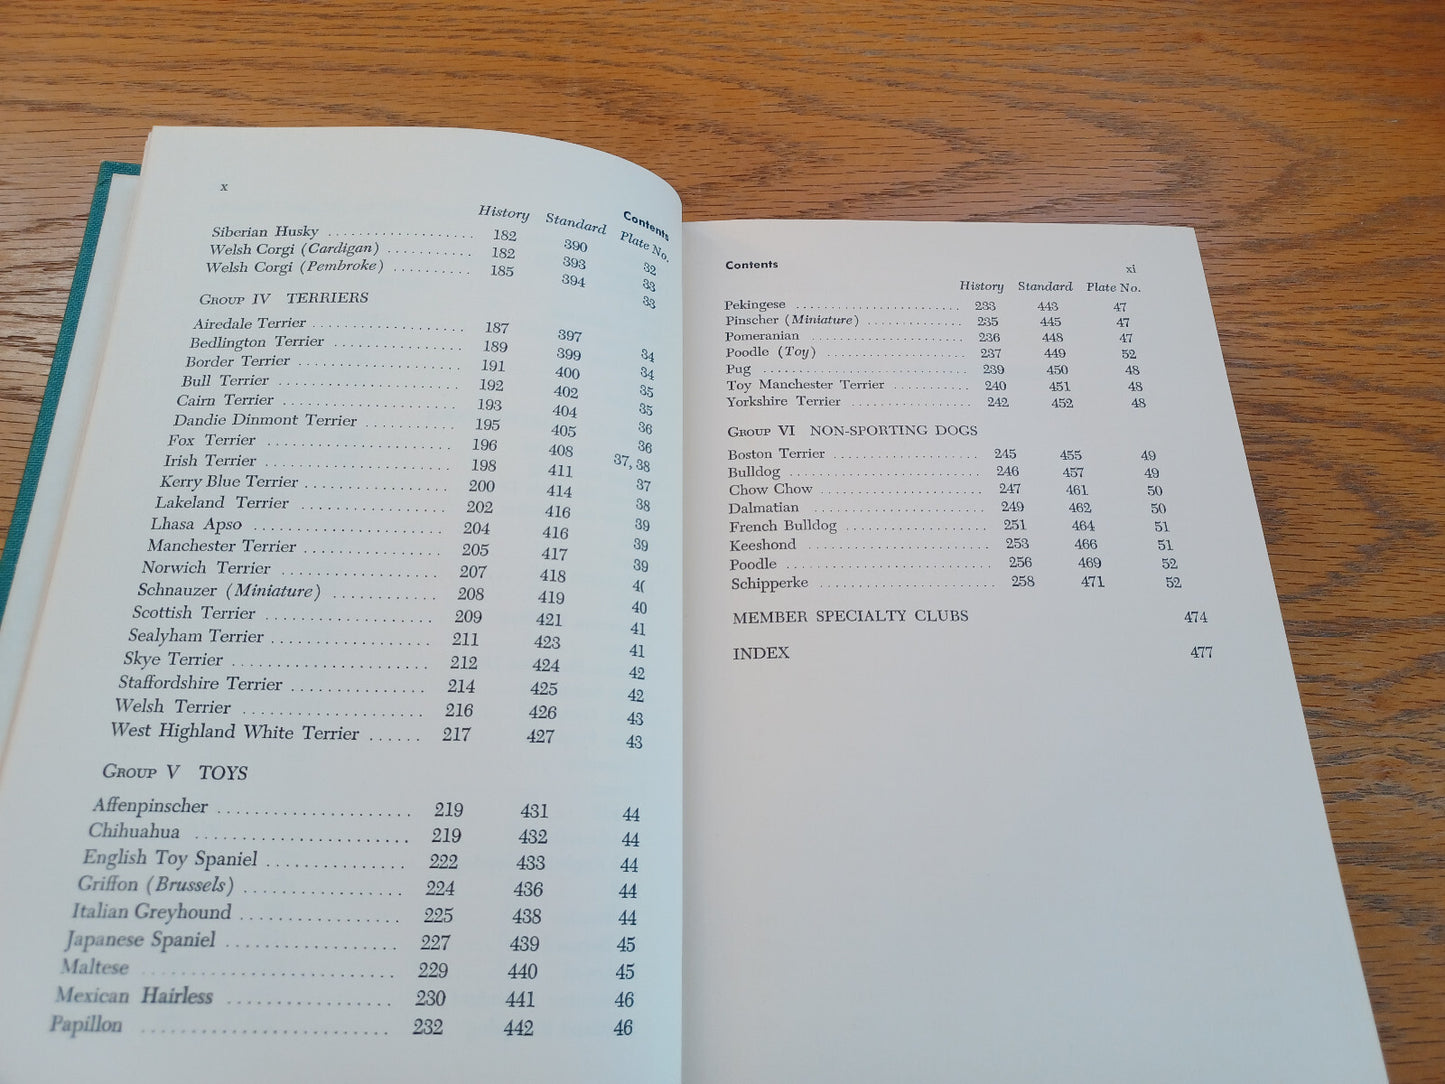 x
Contents
History Standard Plate No.
Siberian Husky .................... 182 390 32
Welsh Corgi (Cardigan) ........... 182 393 33
Welsh Corgi (Pembroke) .......... 185 394 33
Group IV TERRIERS
Airedale Terrier .................... 187 397 34
Bedlington Terrier ................. 189 399 34
Border Terrier ..................... 191 400 35
Bull Terrier ........................ 192 402 35
Cairn Terrier ....................... 193 404 36
Dandie Dinmont Terrier ........... 195 405 36
Fox Terrier ......................... 196 408 37, 38
Irish Terrier ........................ 198 411 37
Kerry Blue Terrier .................. 200 414 38
Lakeland Terrier ................... 202 416 39
Lhasa Apso ........................ 204 416 39
Manchester Terrier ................. 205 417 39
Norwich Terrier .................... 207 418 40
Schnauzer (Miniature) ............ 208 419 40
Scottish Terrier ..................... 209 421 41
Sealyham Terrier ................... 211 423 41
Skye Terrier ........................ 212 424 42
Staffordshire Terrier ............... 214 425 42
Welsh Terrier ...................... 216 426 43
West Highland White Terrier ...... 217 427 43
Group V TOYS
Affenpinscher ...................... 219 431 44
Chihuahua ......................... 219 432 44
English Toy Spaniel ............... 222 433 44
Griffon (Brussels) .................. 224 436 44
Italian Greyhound .................. 225 438 44
Japanese Spaniel ................... 227 439 45
Maltese ............................ 229 440 45
Mexican Hairless .................. 230 441 46
Papillon ........................... 232 442 46
Contents xi
History Standard Plate No.
Pekingese ........................ 233 443 47
Pinscher (Miniature) ............. 235 445 47
Pomeranian ...................... 236 448 47
Poodle (Toy) ..................... 237 449 52
Pug .............................. 239 450 48
Toy Manchester Terrier ........... 240 451 48
Yorkshire Terrier ................. 242 452 48
Group VI NON-SPORTING DOGS
Boston Terrier .................... 245 455 49
Bulldog .......................... 246 457 49
Chow Chow ...................... 247 461 50
Dalmatian ........................ 249 462 50
French Bulldog ................... 251 464 51
Keeshond ........................ 253 466 51
Poodle ........................... 256 469 52
Schipperke ....................... 258 471 52
MEMBER SPECIALTY CLUBS 474
INDEX 477